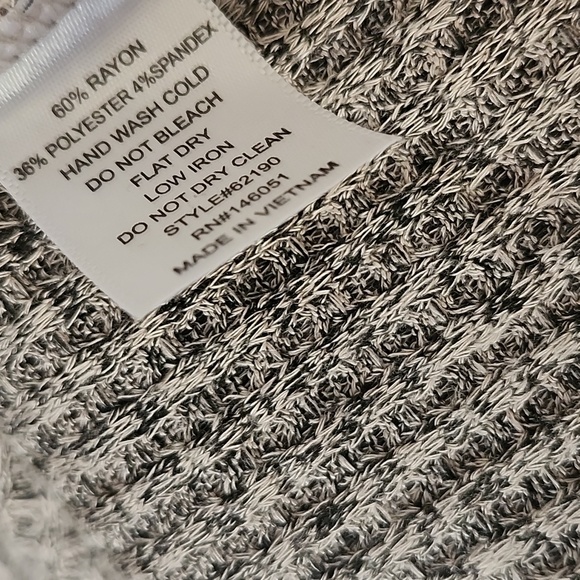 60% RAYON
36% POLYESTER 4%SPANDEX
HAND WASH COLD
DO NOT BLEACH
FLAT DRY
LOW IRON
DO NOT DRY CLEAN
STYLE#62190
RN#146051
MADE IN VIETNAM